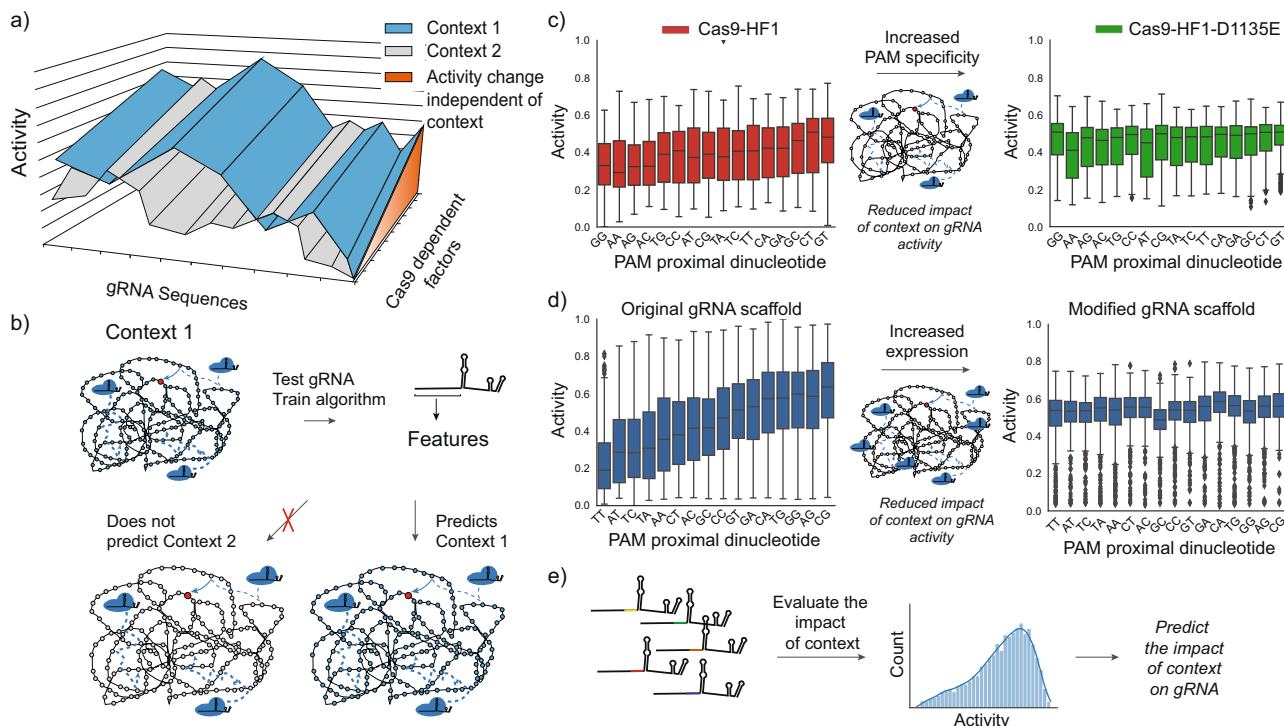 a)
Context 1
Context 2
Activity change
independent of
context
Activity
gRNA Sequences
Cas9 dependent
factors
b)
Context 1
Test gRNA
Train algorithm
Features
Does not
predict Context 2
Predicts
Context 1
c)
Cas9-HF1
Activity
1.0
0.8
0.6
0.4
0.2
0.0
GG AA AG AC TG CC AT CG TA TC TT CA GA GC CT GT
PAM proximal dinucleotide
Increased
PAM specificity
Reduced impact
of context on gRNA
activity
Cas9-HF1-D1135E
Activity
1.0
0.8
0.6
0.4
0.2
0.0
GG AA AG AC TG CC AT CG TA TC TT CA GA GC CT GT
PAM proximal dinucleotide
d)
Original gRNA scaffold
Activity
1.0
0.8
0.6
0.4
0.2
0.0
TT AT TC TA AA CT AC GC CC GT GA CA TG GG AG CG
PAM proximal dinucleotide
Increased
expression
Reduced impact
of context on gRNA
activity
Modified gRNA scaffold
Activity
1.0
0.8
0.6
0.4
0.2
0.0
TT AT TC TA AA CT AC GC CC GT GA CA TG GG AG CG
PAM proximal dinucleotide
e)
Evaluate the
impact
of context
Count
Activity
Predict
the impact
of context
on gRNA